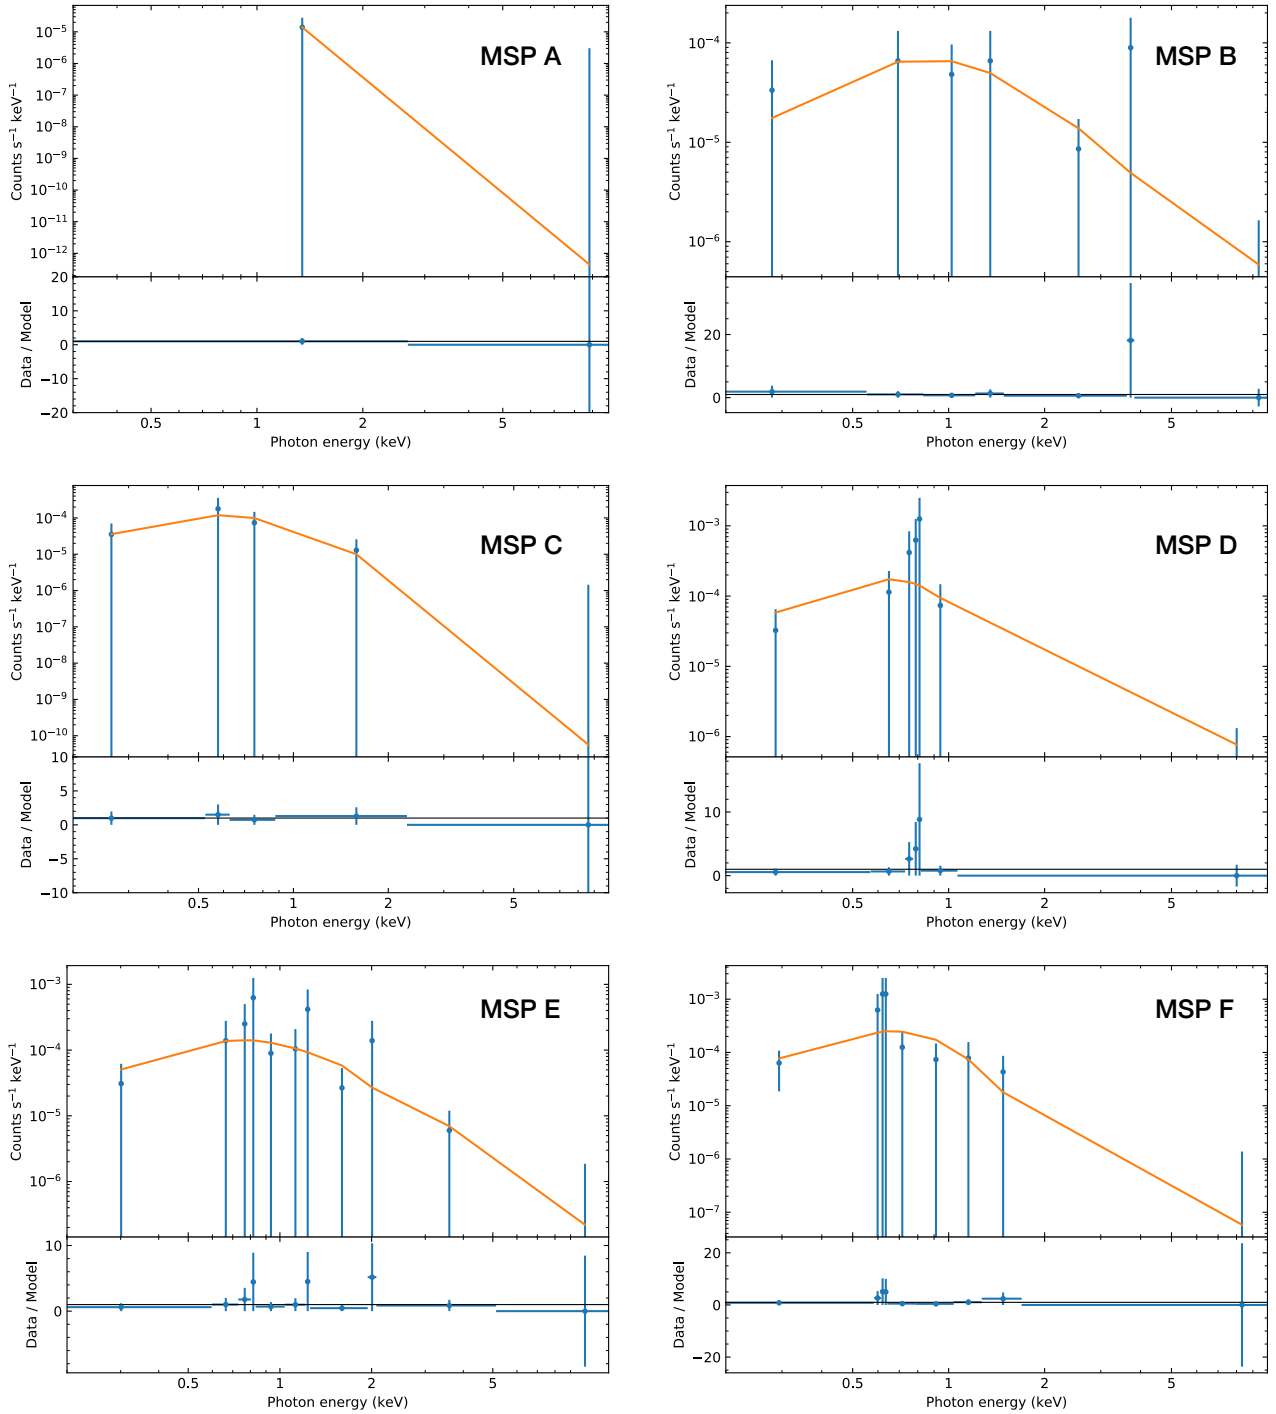 MSP A
Counts s⁻¹ keV⁻¹
10⁻⁵
10⁻⁶
10⁻⁷
10⁻⁸
10⁻⁹
10⁻¹⁰
10⁻¹¹
10⁻¹²
Data / Model
20
10
0
−10
−20
0.5 1 2 5
Photon energy (keV)
MSP B
Counts s⁻¹ keV⁻¹
10⁻⁴
10⁻⁵
10⁻⁶
Data / Model
20
0
0.5 1 2 5
Photon energy (keV)
MSP C
Counts s⁻¹ keV⁻¹
10⁻⁴
10⁻⁵
10⁻⁶
10⁻⁷
10⁻⁸
10⁻⁹
10⁻¹⁰
Data / Model
10
5
0
−5
−10
0.5 1 5
Photon energy (keV)
MSP D
Counts s⁻¹ keV⁻¹
10⁻³
10⁻⁴
10⁻⁵
10⁻⁶
Data / Model
10
0
0.5 1 2 5
Photon energy (keV)
MSP E
Counts s⁻¹ keV⁻¹
10⁻³
10⁻⁴
10⁻⁵
10⁻⁶
Data / Model
10
0
0.5 1 2 5
Photon energy (keV)
MSP F
Counts s⁻¹ keV⁻¹
10⁻³
10⁻⁴
10⁻⁵
10⁻⁶
10⁻⁷
Data / Model
20
0
−20
0.5 1 2 5
Photon energy (keV)